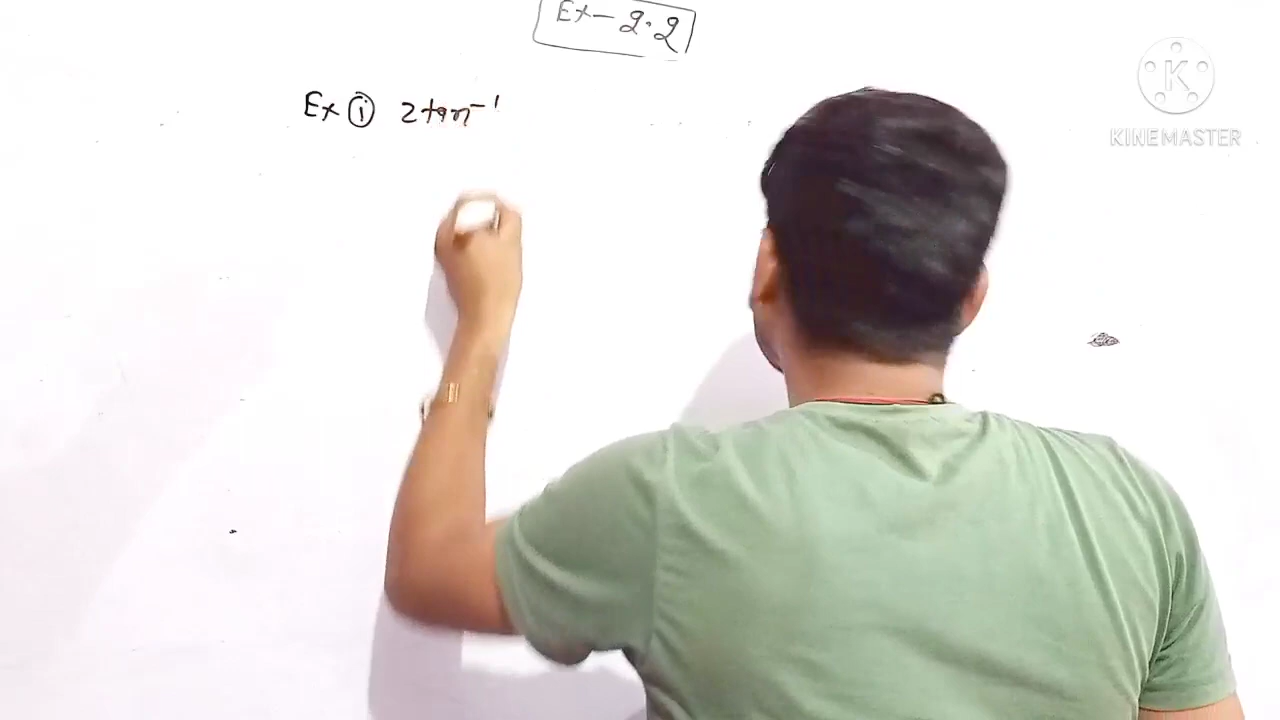 Ex- 2.2
Ex ① 2tan⁻¹
K
KINEMASTER